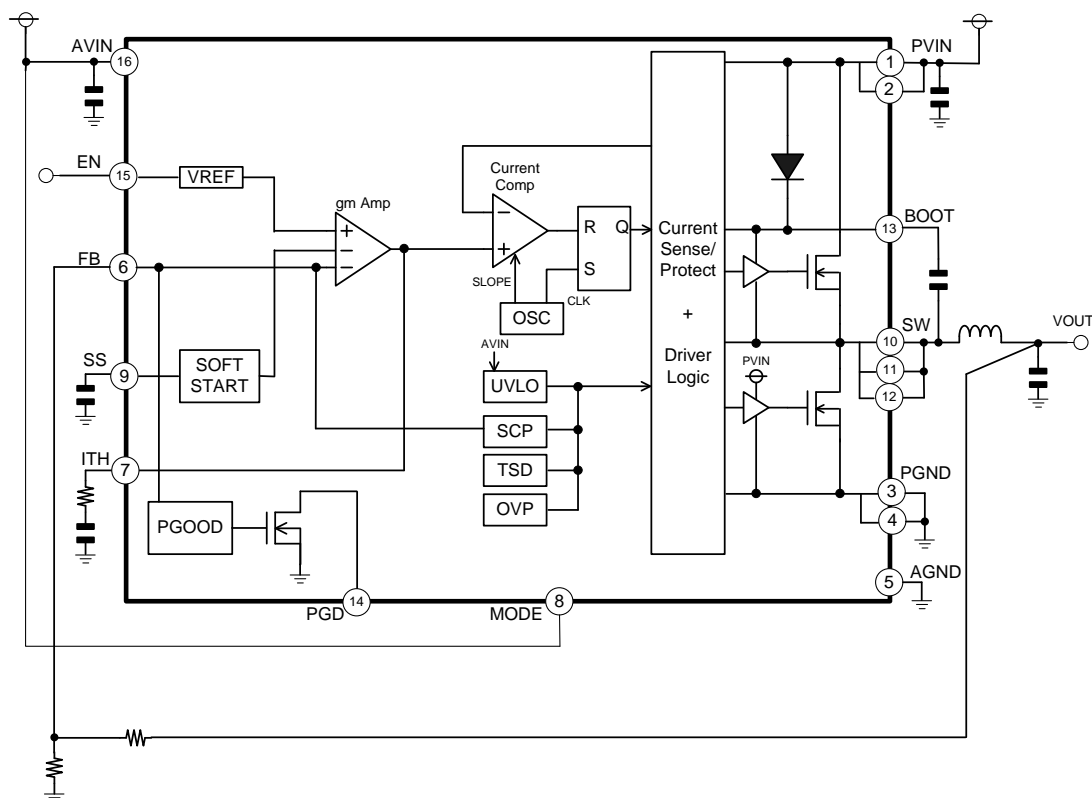 AVIN
16
PVIN
1
2
EN
15
VREF
gm Amp
+
−
−
Current
Comp
−
+
R Q
S
SLOPE
OSC
CLK
Current
Sense/
Protect
+
Driver
Logic
BOOT
13
FB
6
SW
10
11
12
VOUT
SS
9
SOFT
START
AVIN
UVLO
SCP
TSD
OVP
PVIN
ITH
7
PGOOD
PGND
3
4
AGND
5
PGD
14
MODE
8